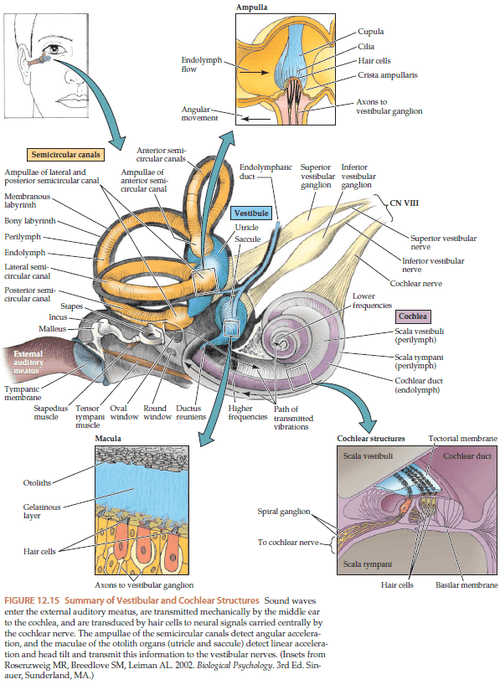 Ampulla
Cupula
Cilia
Endolymph
flow
Hair cells
Crista ampullaris
Angular
movement
Axons to
vestibular ganglion
Semicircular canals
Anterior semi-
circular canals
Ampullae of lateral and
posterior semicircular canal
Ampulla of
anterior semi-
circular canal
Endolymphatic
duct
Superior
vestibular
ganglion
Inferior
vestibular
ganglion
CN VIII
Membranous
labyrinth
Bony labyrinth
Perilymph
Endolymph
Lateral semi-
circular canal
Posterior semi-
circular canal
Vestibule
Utricle
Saccule
Superior vestibular
nerve
Inferior vestibular
nerve
Cochlear nerve
Stapes
Incus
Malleus
Lower
frequencies
Cochlea
Scala vestibuli
(perilymph)
External
auditory
meatus
Scala tympani
(perilymph)
Cochlear duct
(endolymph)
Tympanic
membrane
Stapedius
muscle
Tensor
tympani
muscle
Oval
window
Round
window
Ductus
reuniens
Higher
frequencies
Path of
transmitted
vibrations
Macula
Otoliths
Gelatinous
layer
Hair cells
Axons to vestibular ganglion
Cochlear structures
Tectorial membrane
Scala vestibuli
Cochlear duct
Spiral ganglion
To cochlear nerve
Scala tympani
Hair cells
Basilar membrane
FIGURE 12.15 Summary of Vestibular and Cochlear Structures Sound waves
enter the external auditory meatus, are transmitted mechanically by the middle ear
to the cochlea, and are transduced by hair cells to neural signals carried centrally by
the cochlear nerve. The ampullae of the semicircular canals detect angular accelera-
tion, and the maculae of the otolith organs (utricle and saccule) detect linear accelera-
tion and head tilt and transmit this information to the vestibular nerves. (Insets from
Rosenzweig MR, Breedlove SM, Leiman AL. 2002. Biological Psychology. 3rd Ed. Sin-
auer, Sunderland, MA.)